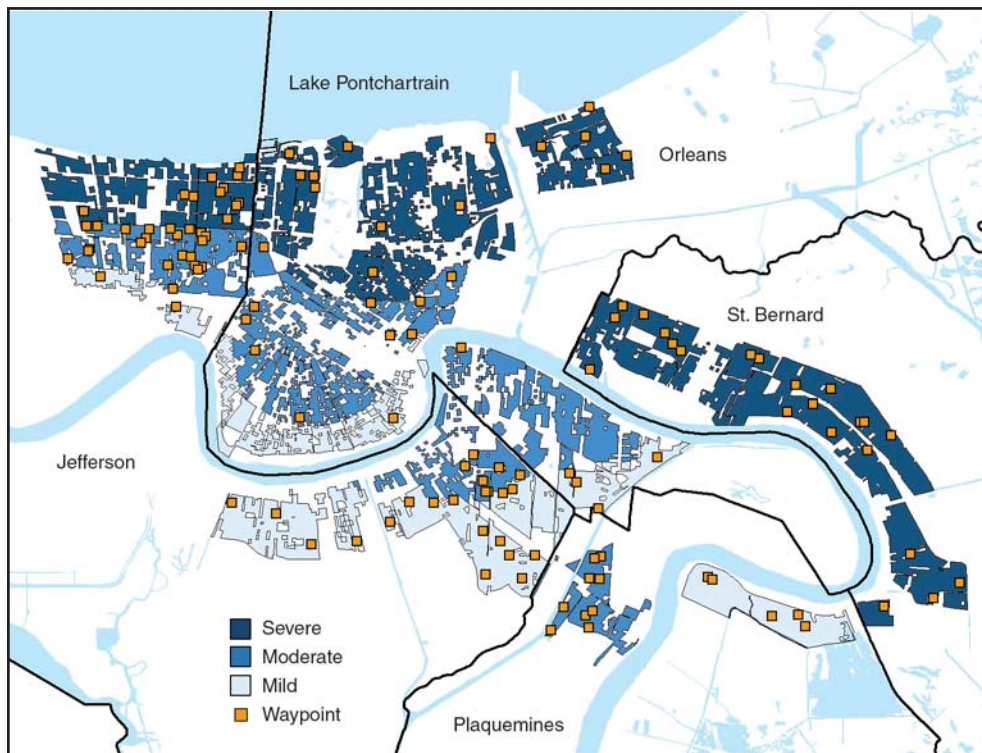 Lake Pontchartrain
Orleans
St. Bernard
Jefferson
Severe
Moderate
Mild
Waypoint
Plaquemines